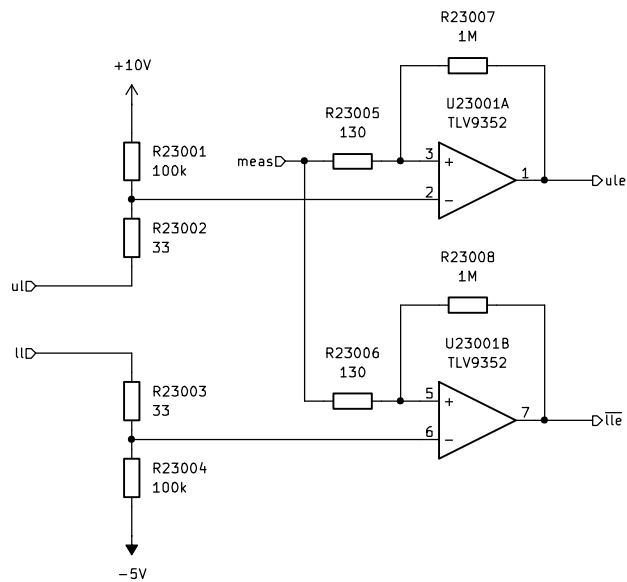 R23007
1M
+10V
U23001A
TLV9352
R23005
130
R23001
100k
meas
3
+
1
ule
2
−
R23002
33
ul
R23008
1M
ll
U23001B
TLV9352
R23006
130
R23003
33
5
+
7
l̅l̅e̅
6
−
R23004
100k
−5V